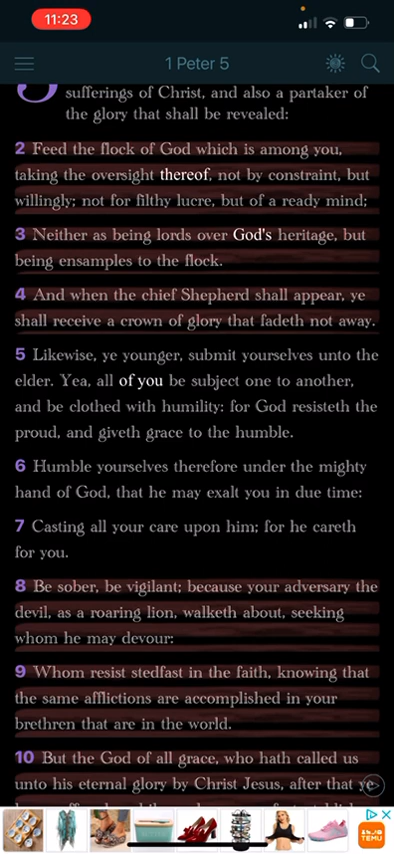 11:23
1 Peter 5
sufferings of Christ, and also a partaker of
the glory that shall be revealed:
2 Feed the flock of God which is among you,
taking the oversight thereof, not by constraint, but
willingly; not for filthy lucre, but of a ready mind;
3 Neither as being lords over God's heritage, but
being ensamples to the flock.
4 And when the chief Shepherd shall appear, ye
shall receive a crown of glory that fadeth not away.
5 Likewise, ye younger, submit yourselves unto the
elder. Yea, all of you be subject one to another,
and be clothed with humility: for God resisteth the
proud, and giveth grace to the humble.
6 Humble yourselves therefore under the mighty
hand of God, that he may exalt you in due time:
7 Casting all your care upon him; for he careth
for you.
8 Be sober, be vigilant; because your adversary the
devil, as a roaring lion, walketh about, seeking
whom he may devour:
9 Whom resist stedfast in the faith, knowing that
the same afflictions are accomplished in your
brethren that are in the world.
10 But the God of all grace, who hath called us
unto his eternal glory by Christ Jesus, after that ye
TEMU